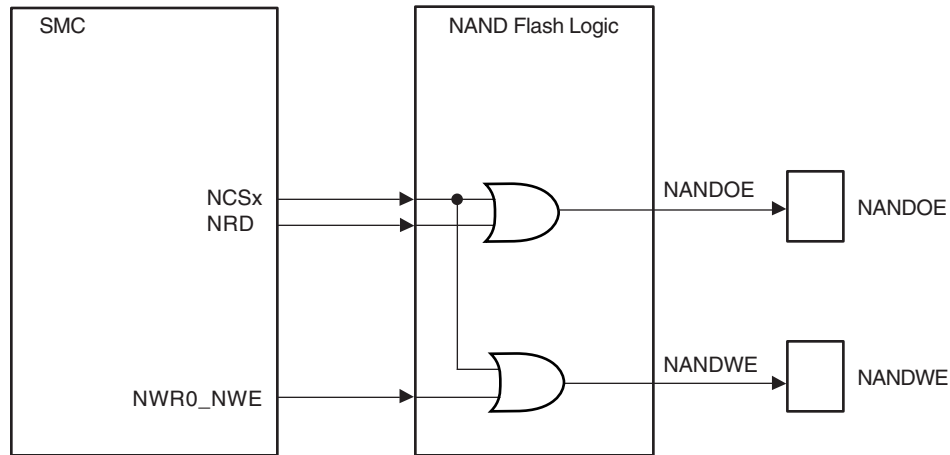 SMC
NAND Flash Logic
NCSx
NRD
NANDOE
NANDOE
NWR0_NWE
NANDWE
NANDWE